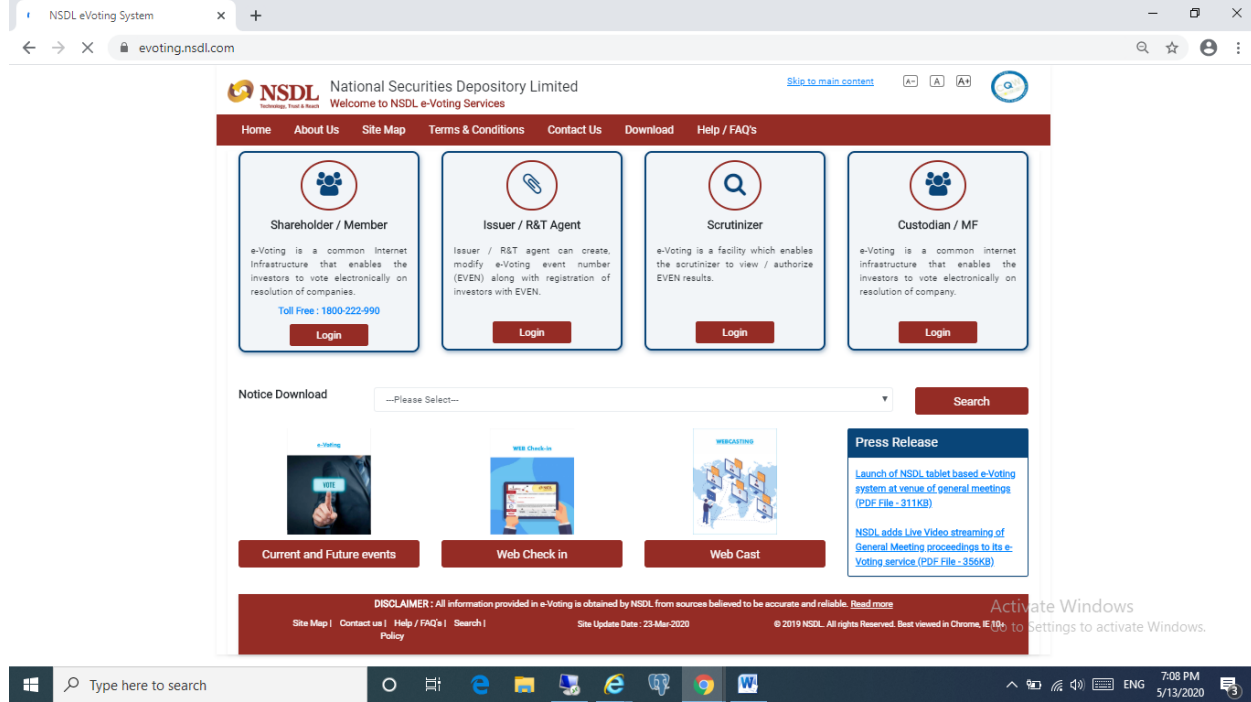 NSDL eVoting System
evoting.nsdl.com
NSDL
Technology, Trust & Reach
National Securities Depository Limited
Welcome to NSDL e-Voting Services
Skip to main content
A- A A+
Home About Us Site Map Terms & Conditions Contact Us Download Help / FAQ's
Shareholder / Member
e-Voting is a common Internet
Infrastructure that enables the
investors to vote electronically on
resolution of companies.
Toll Free : 1800-222-990
Login
Issuer / R&T Agent
Issuer / R&T agent can create,
modify e-Voting event number
(EVEN) along with registration of
investors with EVEN.
Login
Scrutinizer
e-Voting is a facility which enables
the scrutinizer to view / authorize
EVEN results.
Login
Custodian / MF
e-Voting is a common internet
infrastructure that enables the
investors to vote electronically on
resolution of company.
Login
Notice Download
---Please Select---
Search
e-Voting
VOTE
Current and Future events
WEB Check-in
Web Check in
WEBCASTING
Web Cast
Press Release
Launch of NSDL tablet based e-Voting
system at venue of general meetings
(PDF File - 311KB)
NSDL adds Live Video streaming of
General Meeting proceedings to its e-
Voting service (PDF File - 356KB)
DISCLAIMER : All information provided in e-Voting is obtained by NSDL from sources believed to be accurate and reliable. Read more
Site Map | Contact us | Help / FAQ's | Search |
Policy
Site Update Date : 23-Mar-2020
© 2019 NSDL. All rights Reserved. Best viewed in Chrome, IE 10+
Activate Windows
Go to Settings to activate Windows.
Type here to search
ENG
7:08 PM
5/13/2020
3